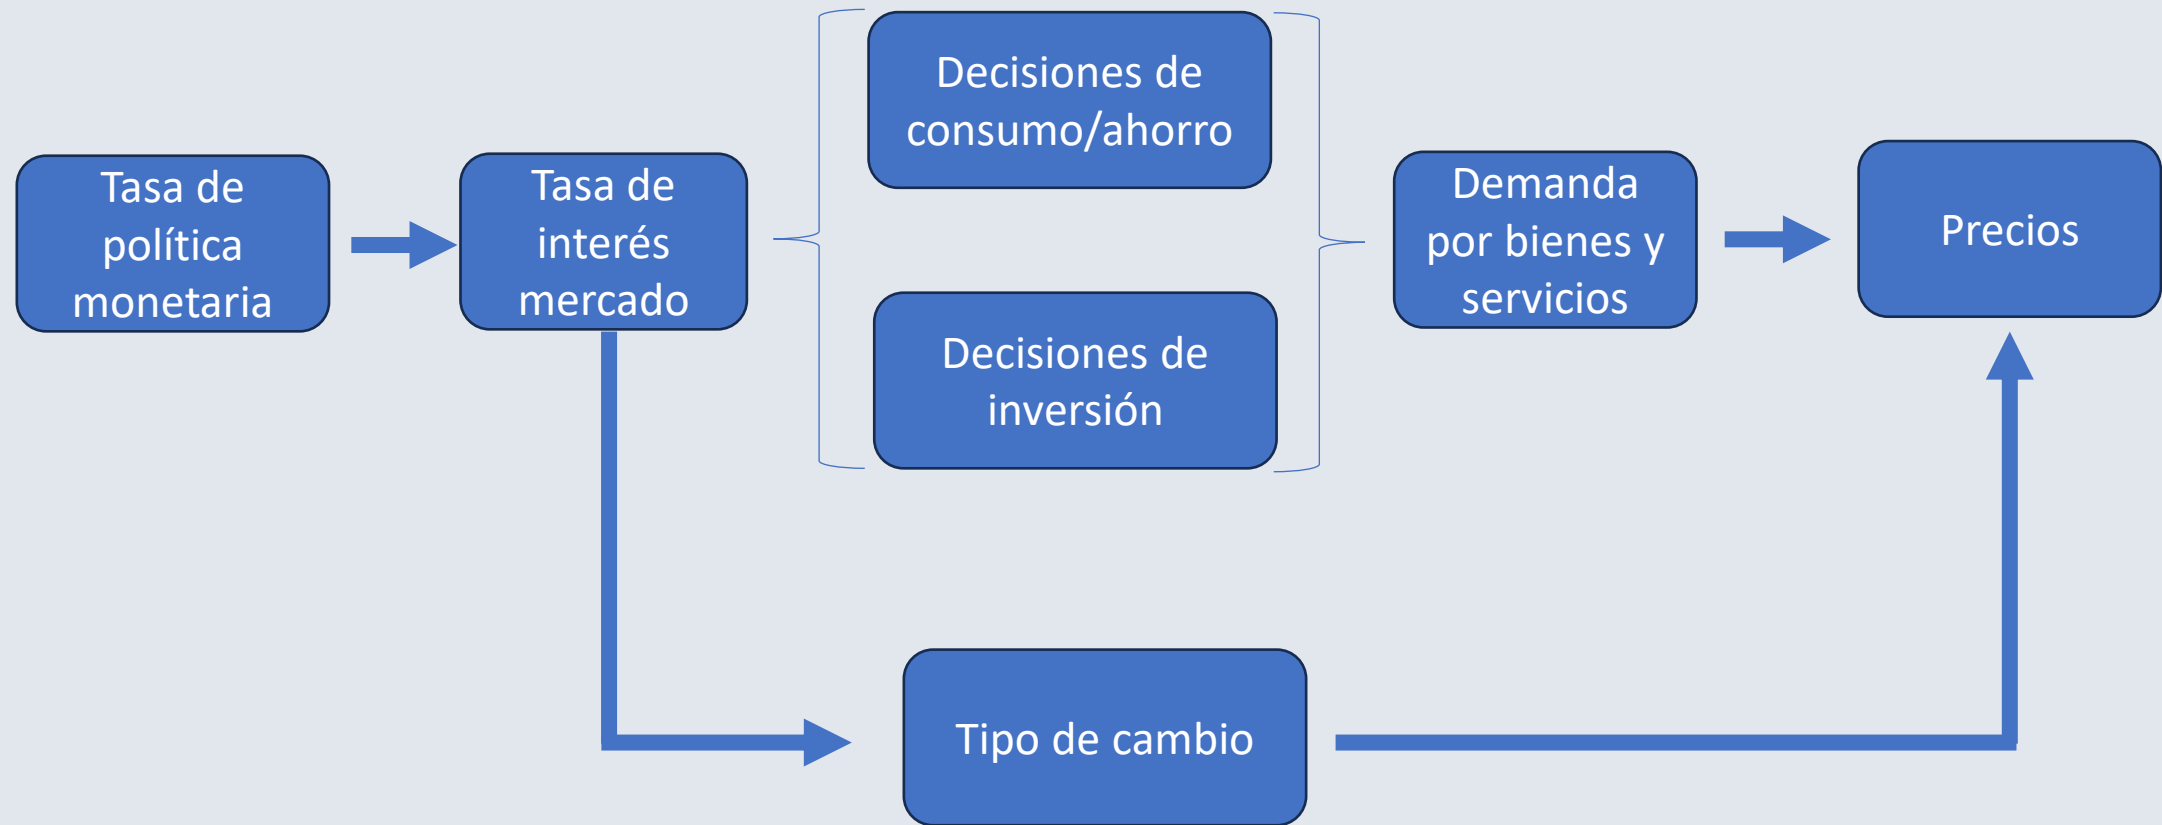 Tasa de
política
monetaria
Tasa de
interés
mercado
Decisiones de
consumo/ahorro
Decisiones de
inversión
Demanda
por bienes y
servicios
Precios
Tipo de cambio